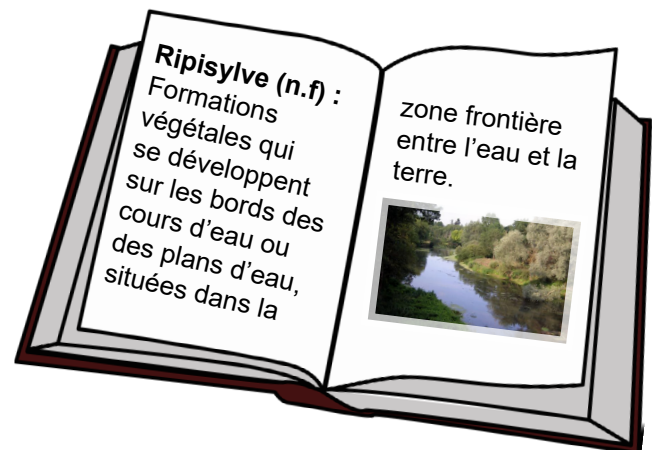 Ripisylve (n.f) :
Formations
végétales qui
se développent
sur les bords des
cours d’eau ou
des plans d’eau,
situées dans la
zone frontière
entre l’eau et la
terre.